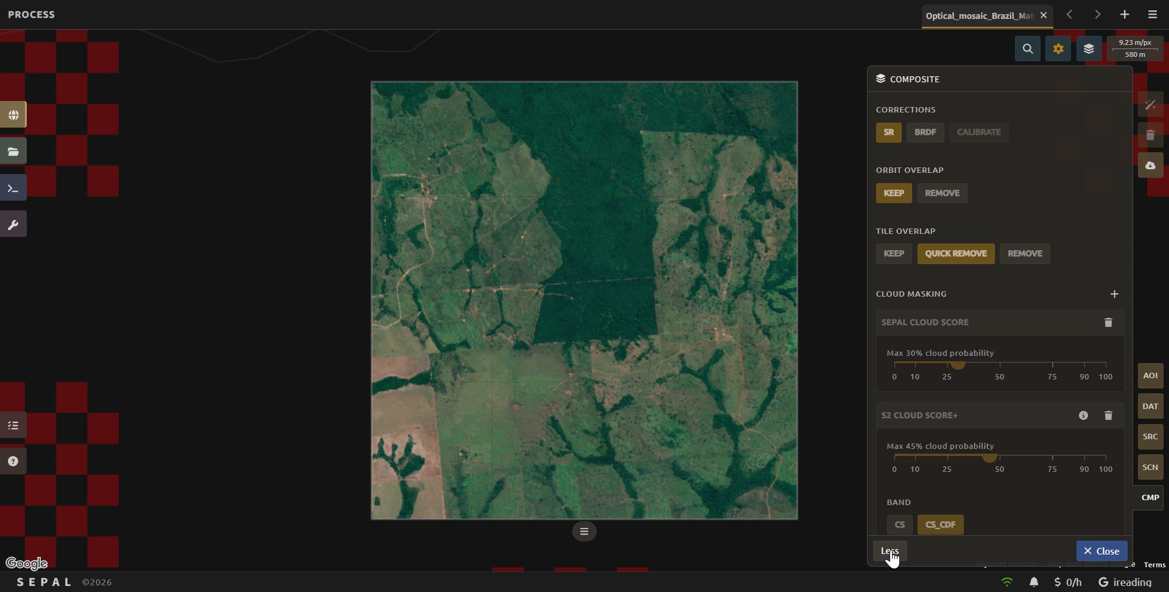 PROCESS
Optical_mosaic_Brazil_Ma
9.23 m/px
580 m
COMPOSITE
CORRECTIONS
SR BRDF CALIBRATE
ORBIT OVERLAP
KEEP REMOVE
TILE OVERLAP
KEEP QUICK REMOVE REMOVE
CLOUD MASKING
SEPAL CLOUD SCORE
Max 30% cloud probability
0 10 25 50 75 90 100
S2 CLOUD SCORE+
Max 45% cloud probability
0 10 25 50 75 90 100
BAND
CS CS_CDF
Less Close
AOI
DAT
SRC
SCN
CMP
Google
Terms
SEPAL ©2026
$ 0/h ireading